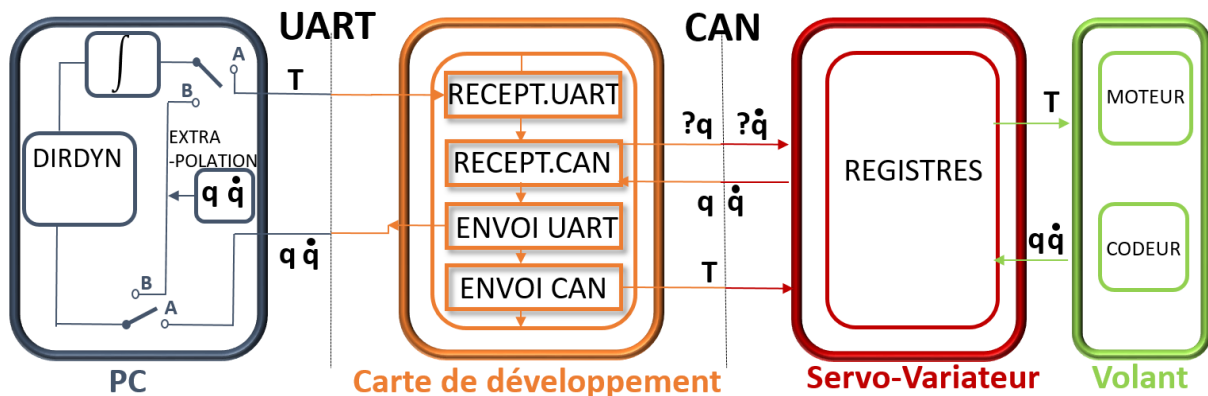 UART
CAN
∫
A
B
DIRDYN
EXTRA
-POLATION
q q̇
B
A
T
q q̇
RECEPT.UART
RECEPT.CAN
ENVOI UART
ENVOI CAN
?q ?q̇
q q̇
T
REGISTRES
T
q q̇
MOTEUR
CODEUR
PC
Carte de développement
Servo-Variateur
Volant